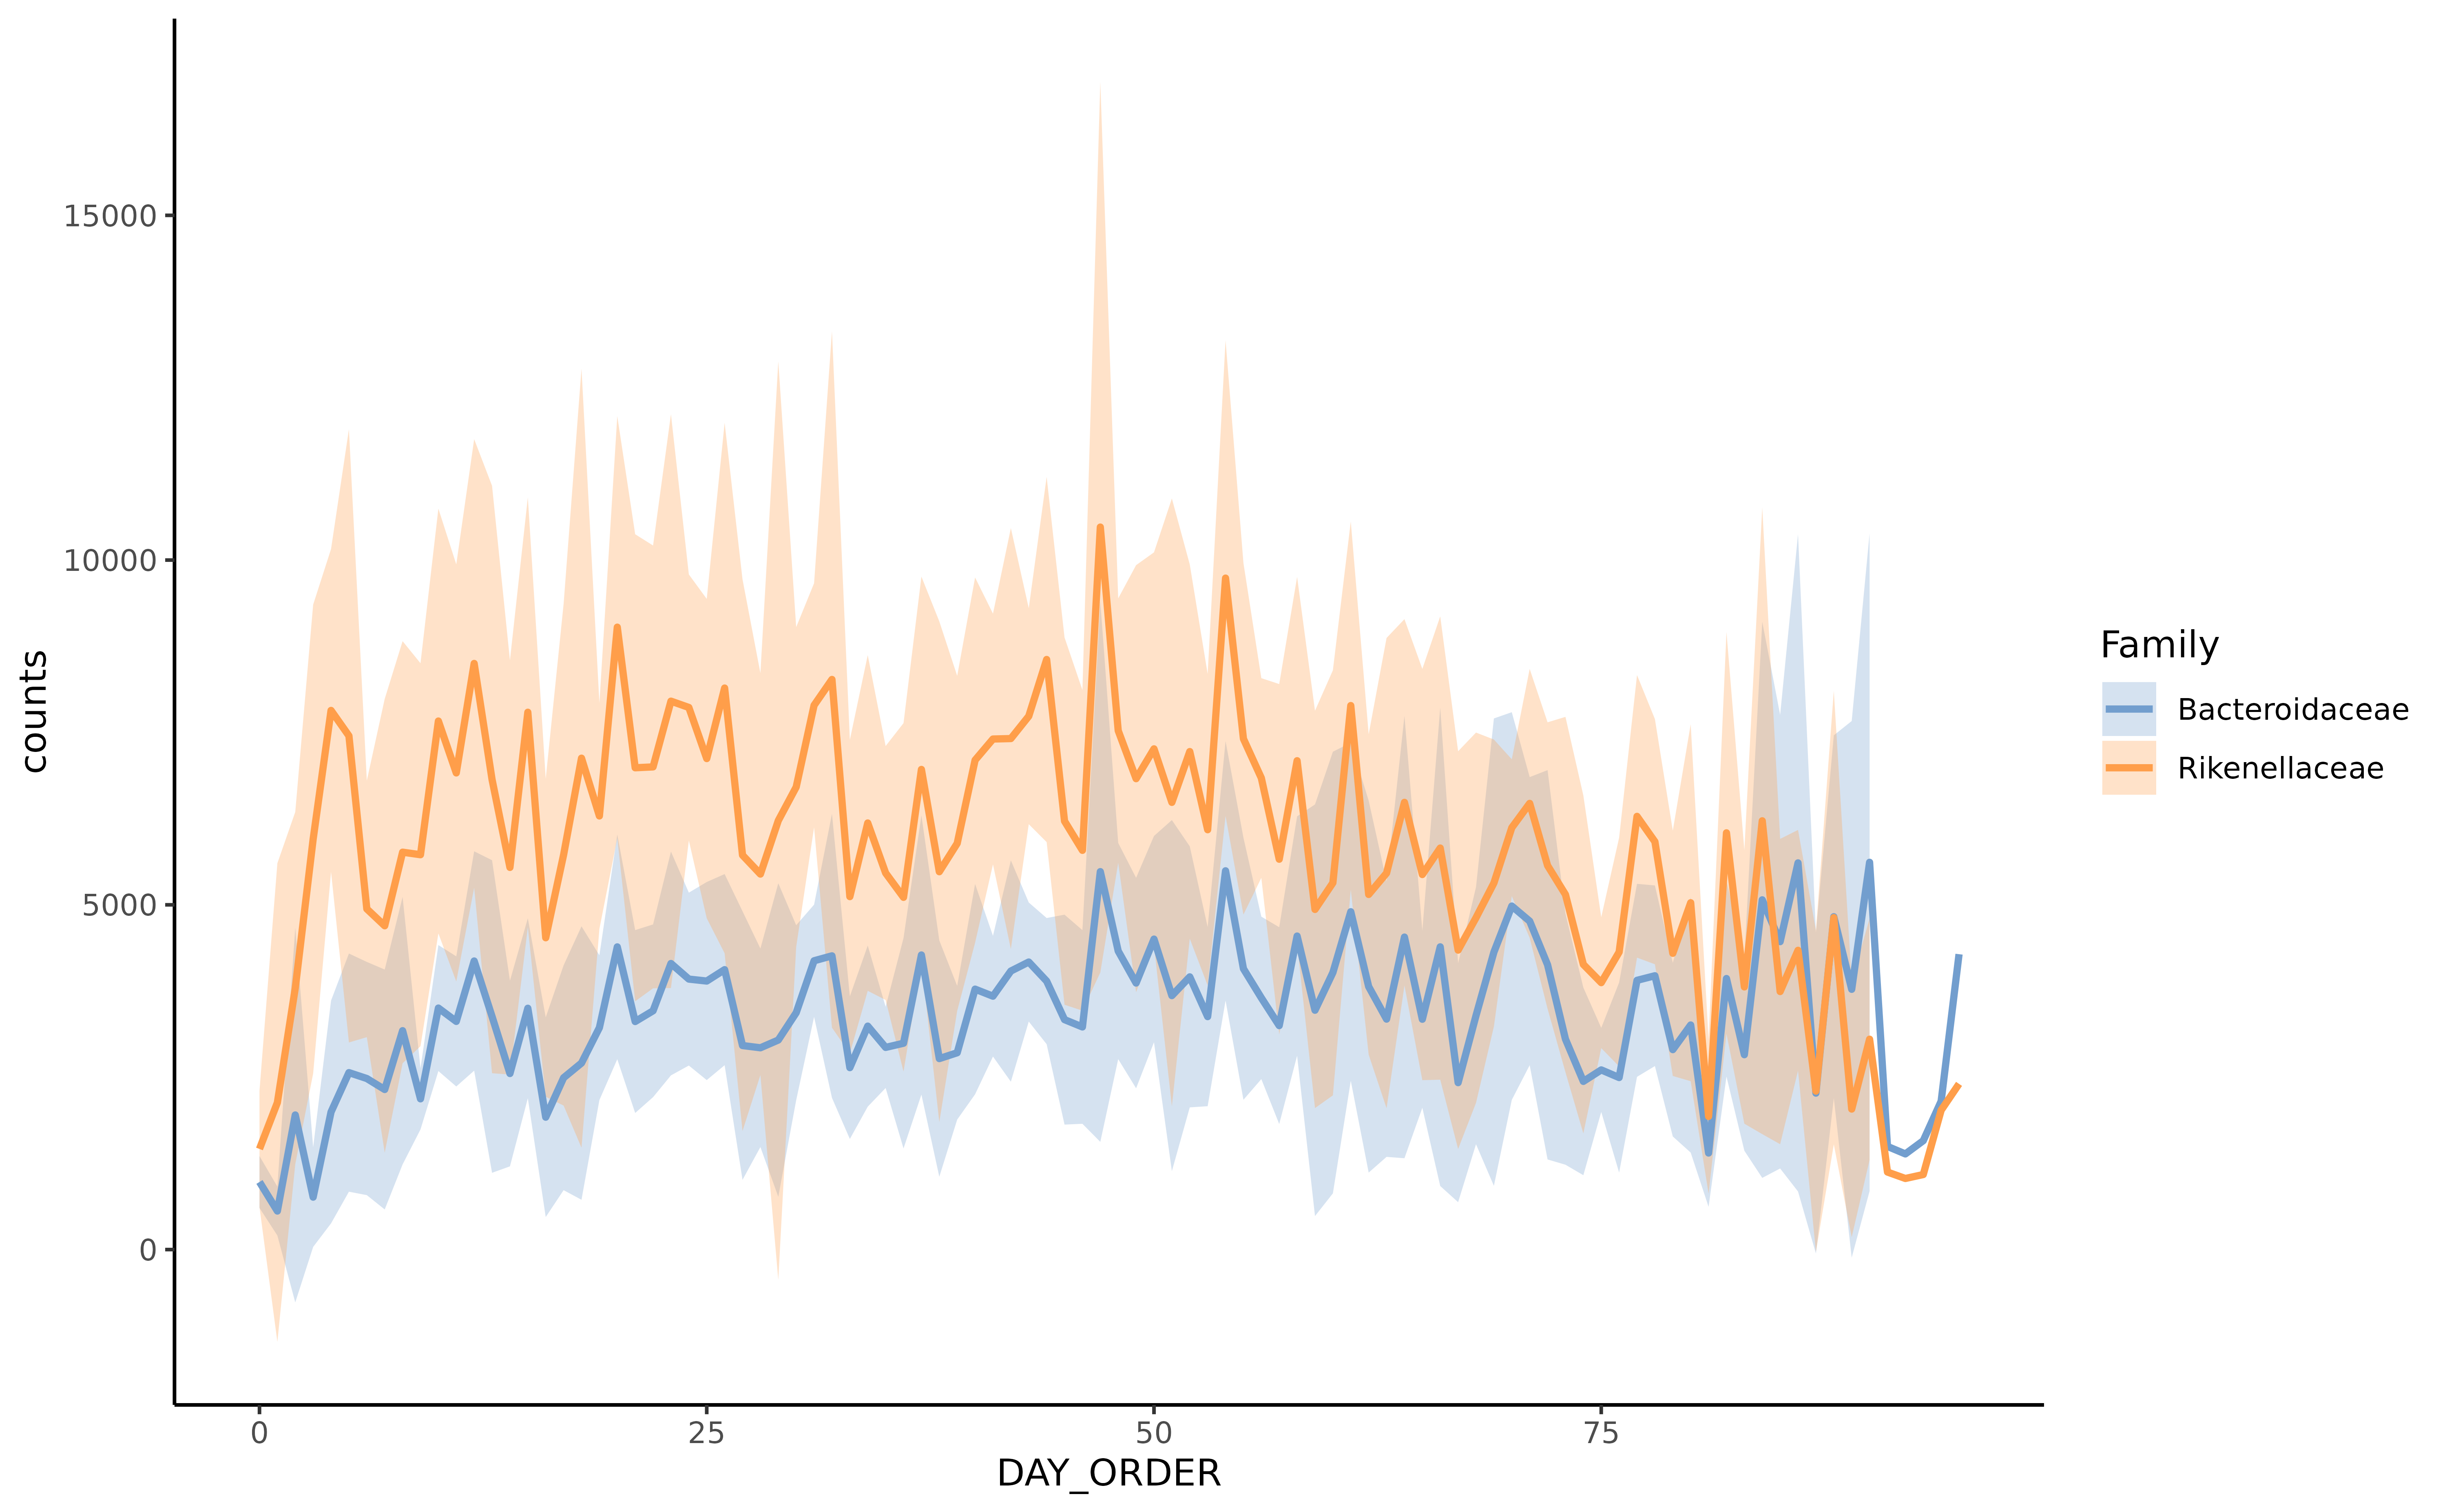 15000
10000
5000
0
counts
0 25 50 75
DAY_ORDER
Family
Bacteroidaceae
Rikenellaceae